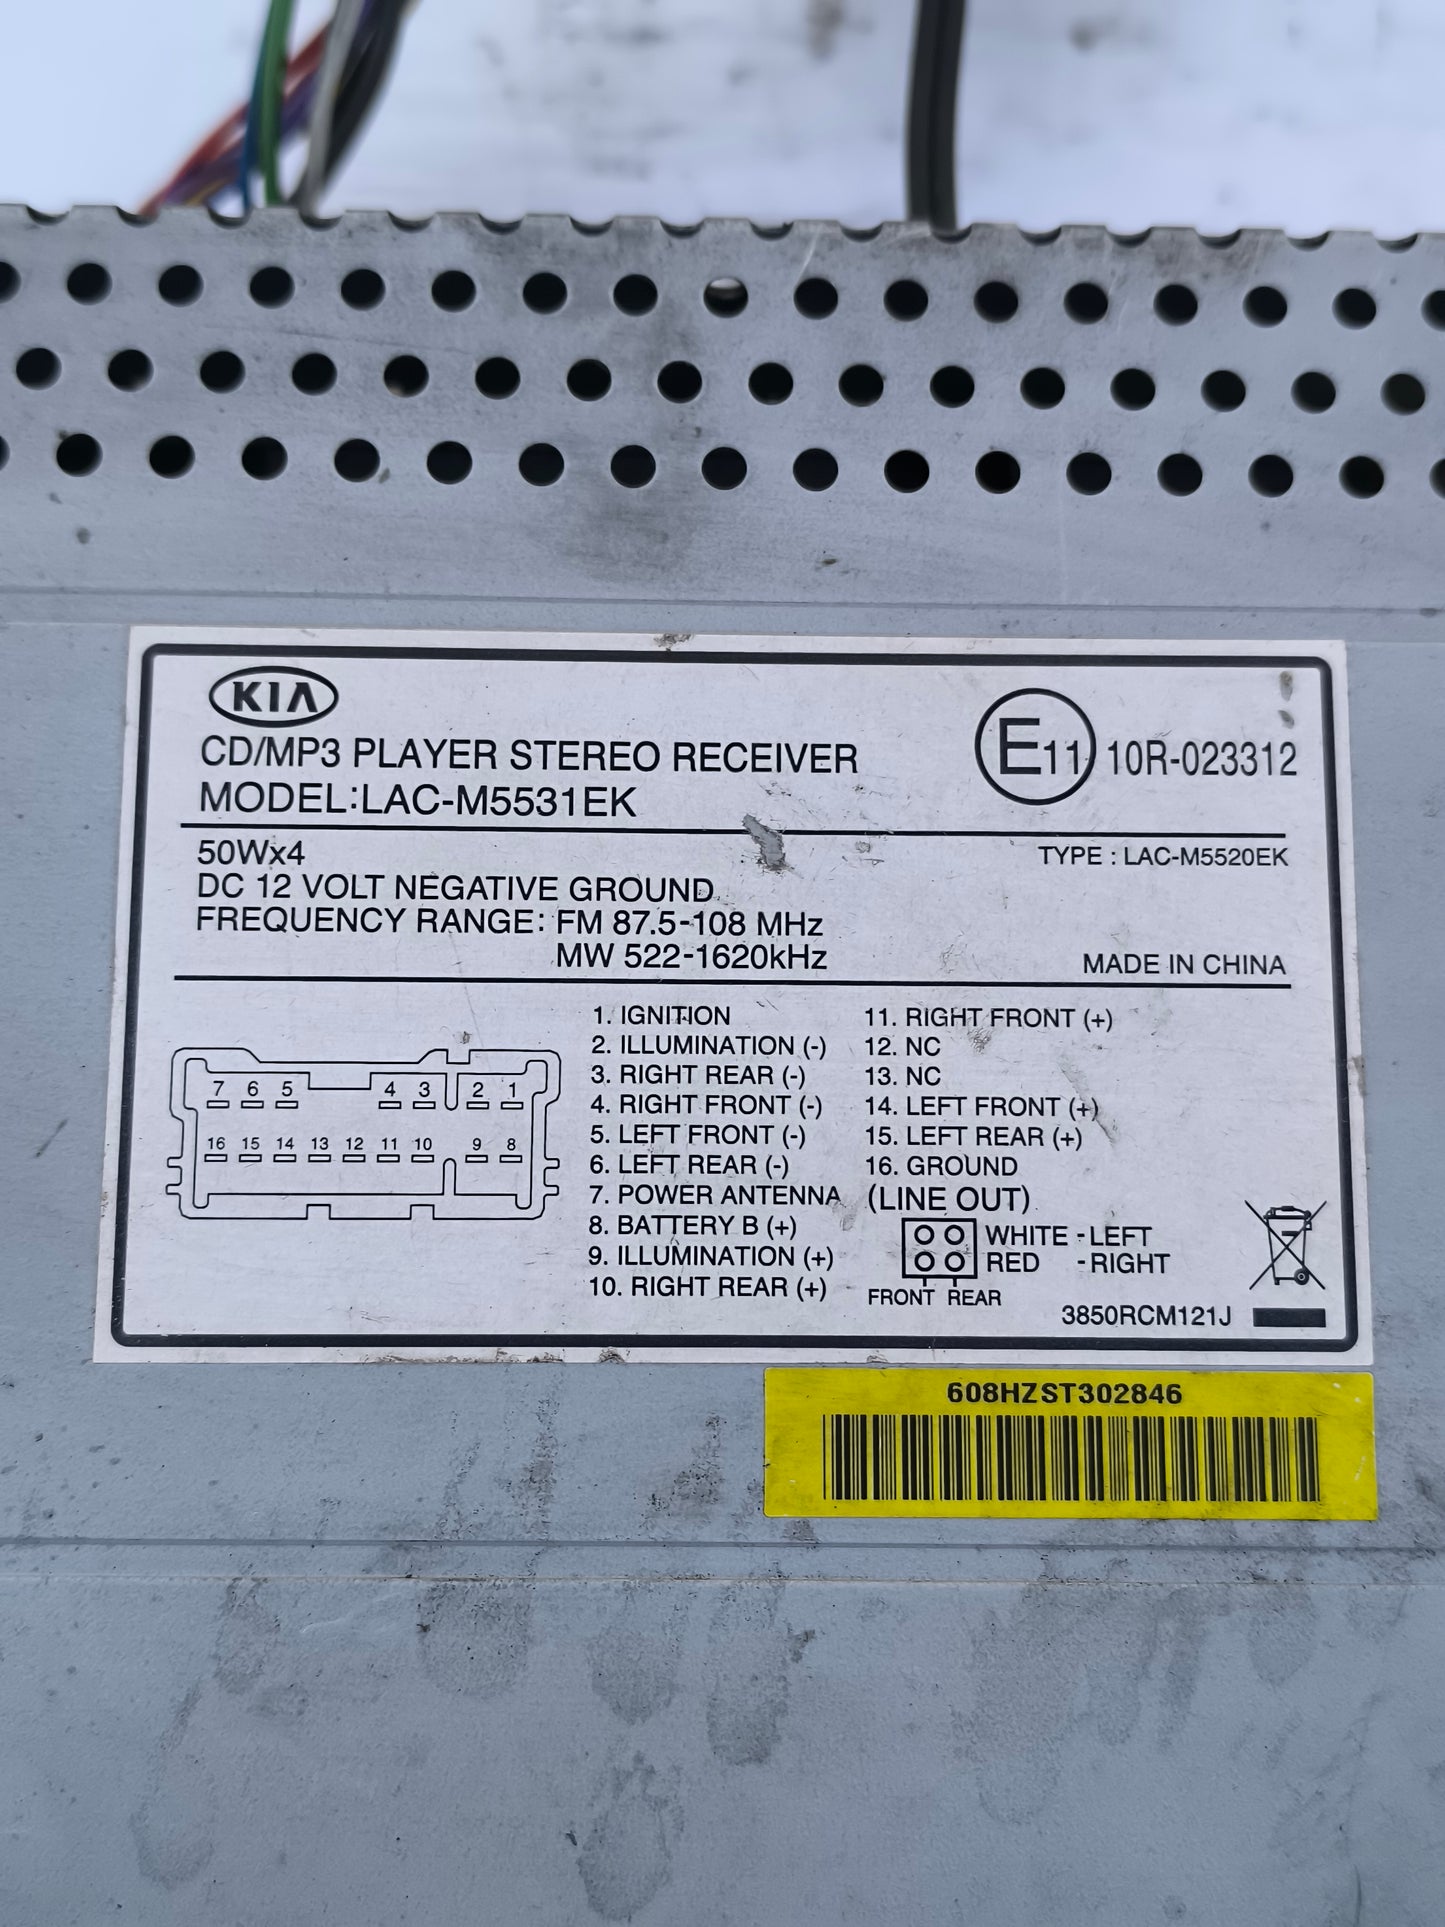 KIA
CD/MP3 PLAYER STEREO RECEIVER
MODEL:LAC-M5531EK
E11 10R-023312
50Wx4
TYPE : LAC-M5520EK
DC 12 VOLT NEGATIVE GROUND
FREQUENCY RANGE: FM 87.5-108 MHz
MW 522-1620kHz
MADE IN CHINA
7 6 5 4 3 2 1
16 15 14 13 12 11 10 9 8
1. IGNITION
2. ILLUMINATION (-)
3. RIGHT REAR (-)
4. RIGHT FRONT (-)
5. LEFT FRONT (-)
6. LEFT REAR (-)
7. POWER ANTENNA
8. BATTERY B (+)
9. ILLUMINATION (+)
10. RIGHT REAR (+)
11. RIGHT FRONT (+)
12. NC
13. NC
14. LEFT FRONT (+)
15. LEFT REAR (+)
16. GROUND
(LINE OUT)
WHITE - LEFT
RED - RIGHT
FRONT REAR
3850RCM121J
608HZST302846